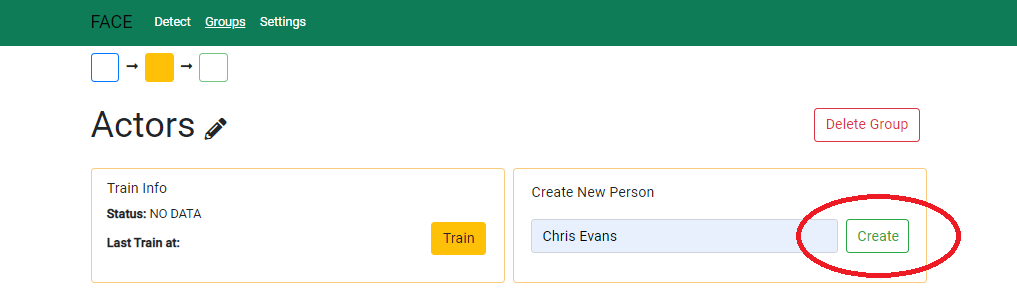 FACE Detect Groups Settings
Actors
Delete Group
Train Info
Status: NO DATA
Last Train at:
Train
Create New Person
Chris Evans
Create